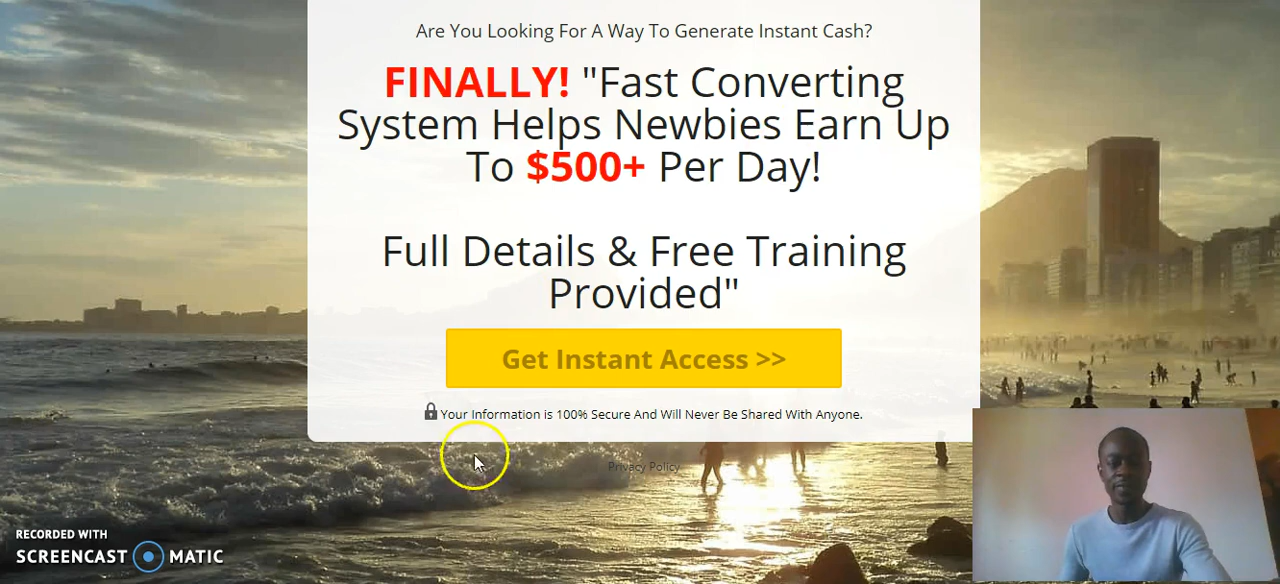 Are You Looking For A Way To Generate Instant Cash?
FINALLY! "Fast Converting
System Helps Newbies Earn Up
To $500+ Per Day!
Full Details & Free Training
Provided"
Get Instant Access >>
Your Information is 100% Secure And Will Never Be Shared With Anyone.
Privacy Policy
RECORDED WITH
SCREENCAST MATIC